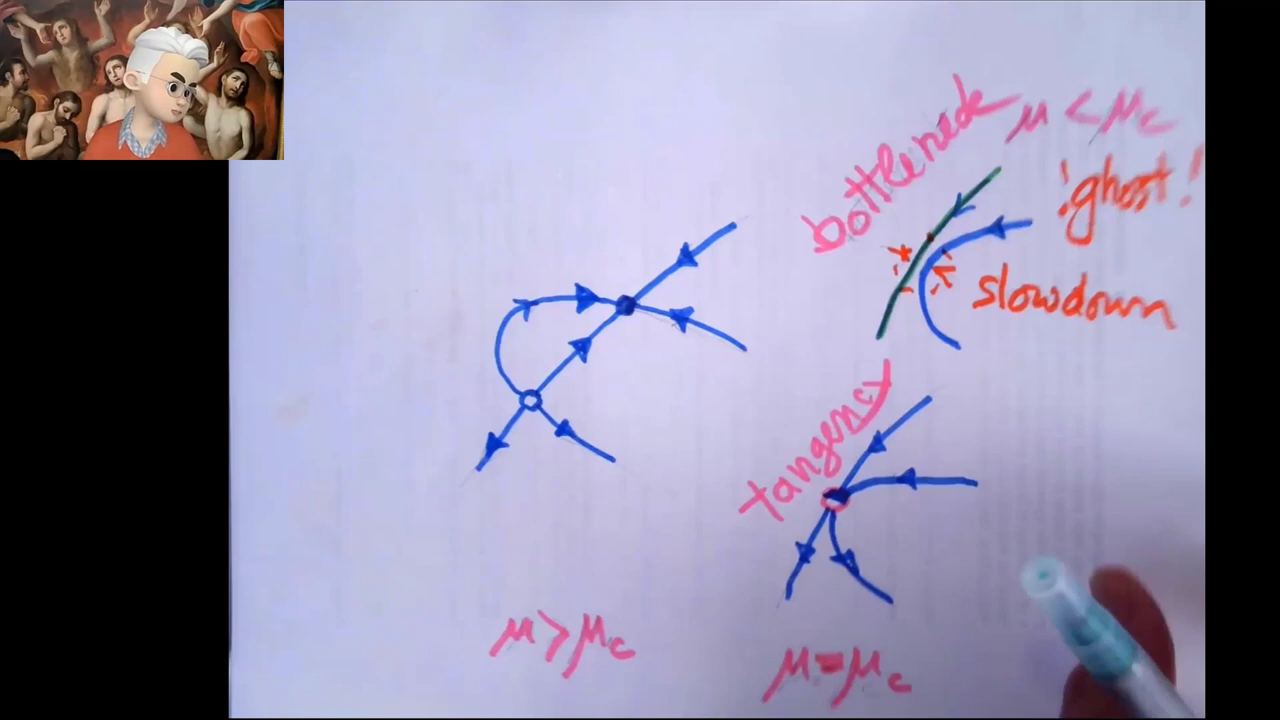 bottleneck
μ < μc
!ghost!
slowdown
tangency
μ > μc
μ = μc